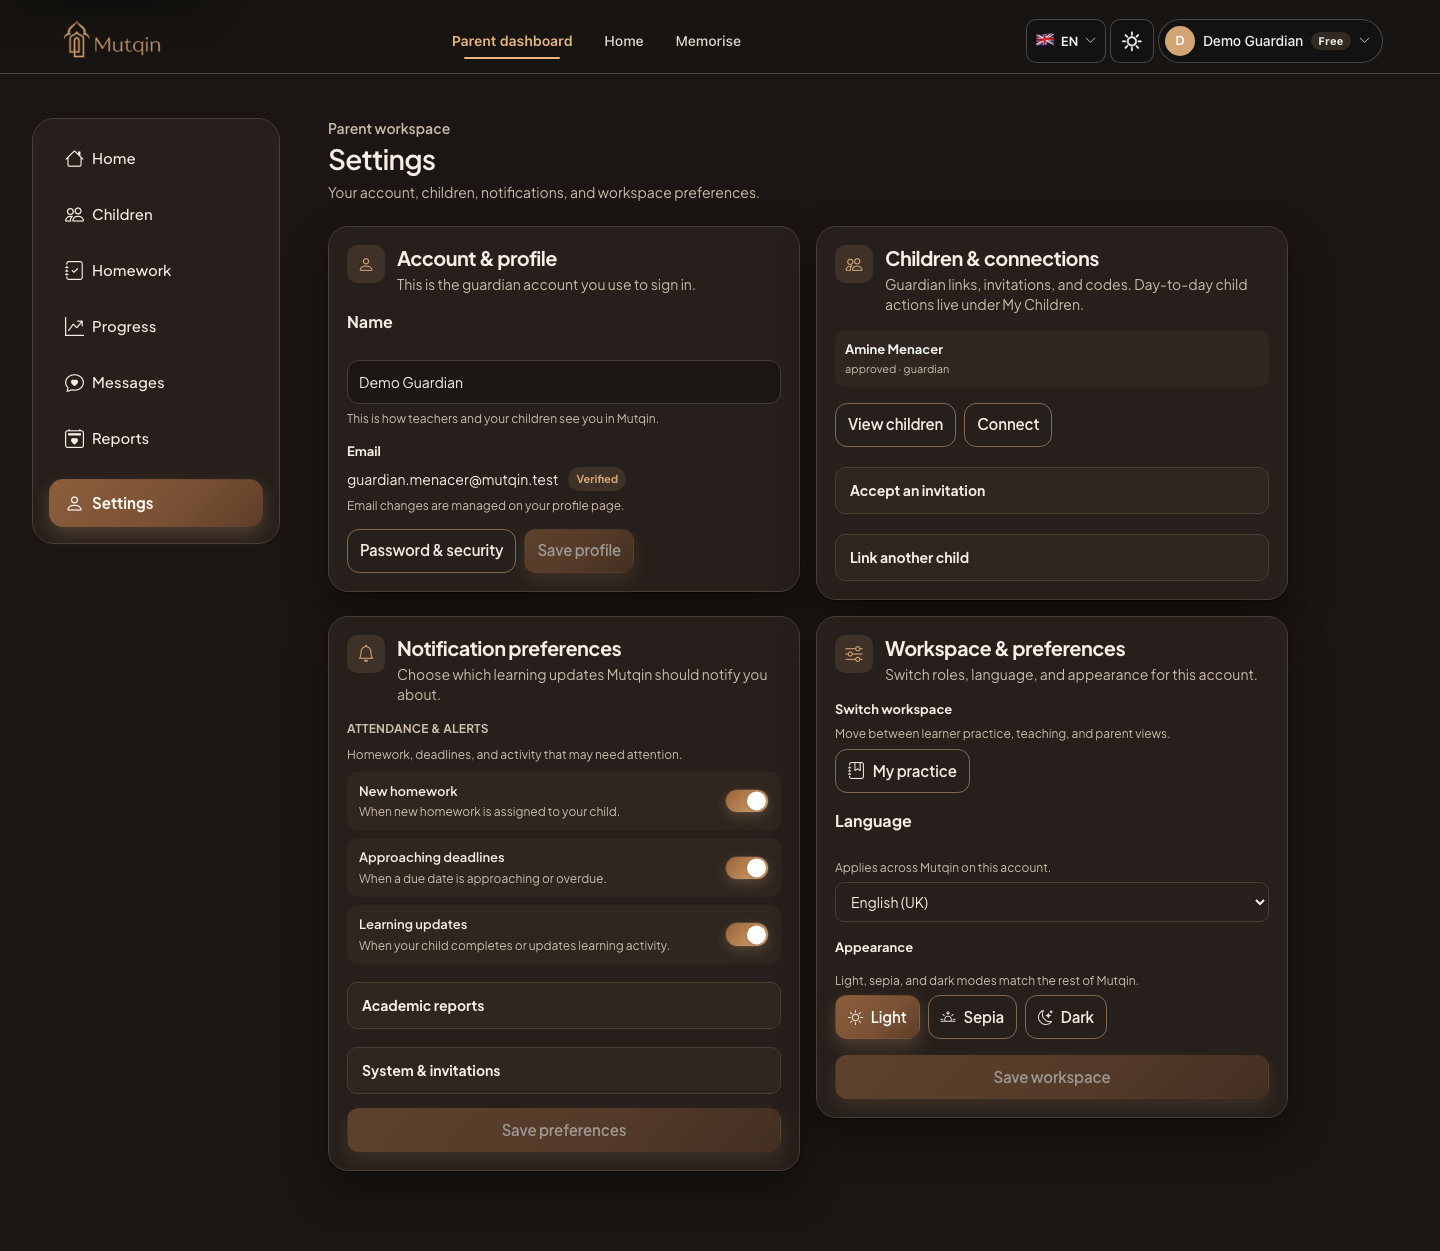 Mutqin
Parent dashboard
Home
Memorise
EN
D
Demo Guardian
Free
Home
Children
Homework
Progress
Messages
Reports
Settings
Parent workspace
Settings
Your account, children, notifications, and workspace preferences.
Account & profile
This is the guardian account you use to sign in.
Name
Demo Guardian
This is how teachers and your children see you in Mutqin.
Email
guardian.menacer@mutqin.test
Verified
Email changes are managed on your profile page.
Password & security
Save profile
Children & connections
Guardian links, invitations, and codes. Day-to-day child
actions live under My Children.
Amine Menacer
approved · guardian
View children
Connect
Accept an invitation
Link another child
Notification preferences
Choose which learning updates Mutqin should notify you
about.
ATTENDANCE & ALERTS
Homework, deadlines, and activity that may need attention.
New homework
When new homework is assigned to your child.
Approaching deadlines
When a due date is approaching or overdue.
Learning updates
When your child completes or updates learning activity.
Academic reports
System & invitations
Save preferences
Workspace & preferences
Switch roles, language, and appearance for this account.
Switch workspace
Move between learner practice, teaching, and parent views.
My practice
Language
Applies across Mutqin on this account.
English (UK)
Appearance
Light, sepia, and dark modes match the rest of Mutqin.
Light
Sepia
Dark
Save workspace